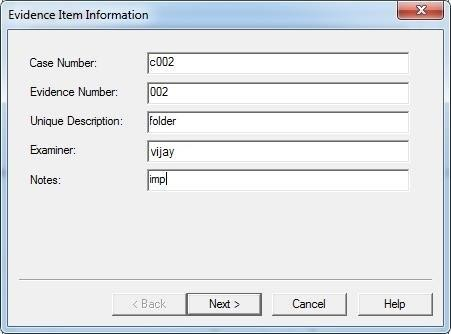 Evidence Item Information
Case Number: c002
Evidence Number: 002
Unique Description: folder
Examiner: vijay
Notes: imp
< Back Next > Cancel Help